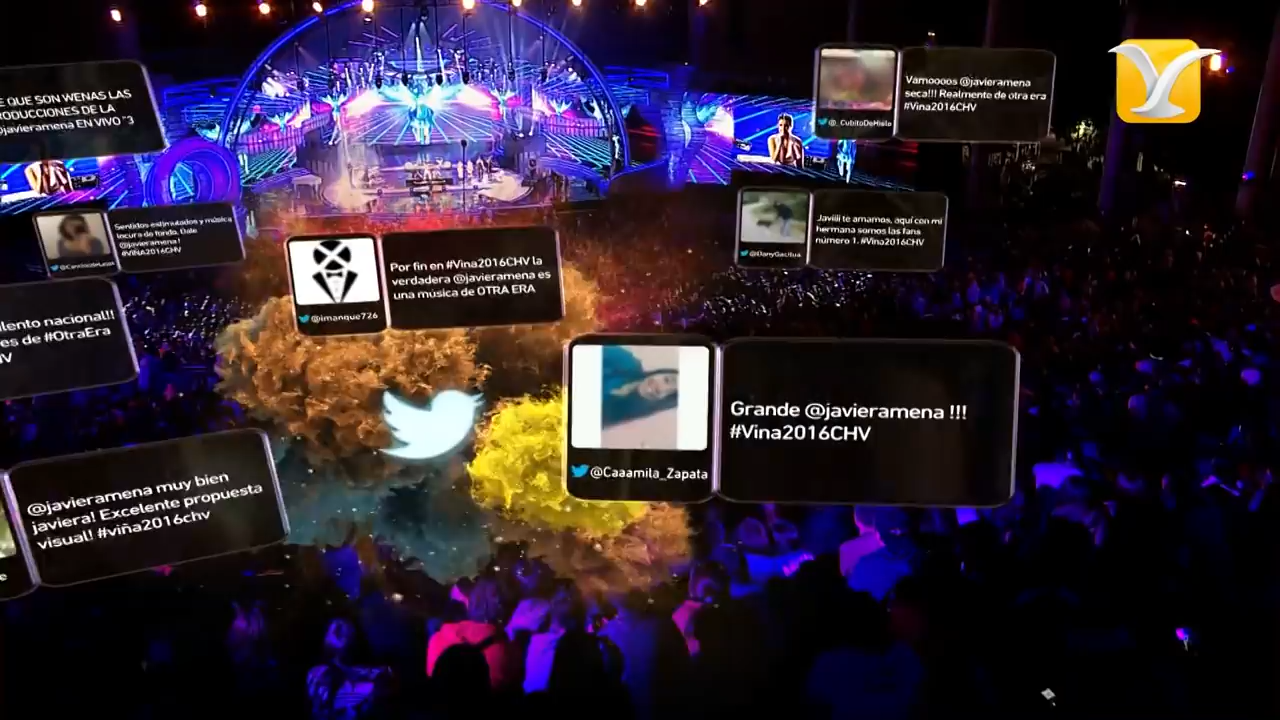 E QUE SON WENAS LAS
RODUCCIONES DE LA
@javieramena EN VIVO "3
Vamoooos @javieramena
seca!!! Realmente de otra era
#Vina2016CHV
@_CubitoDeHielo
Sentidos estimulados y música
locura de fondo. Dale
@javieramena!
#VINA2016CHV
Javiiii te amamos, aquí con mi
hermana somos las fans
número 1. #Vina2016CHV
@DanyGacitua
Por fin en #Vina2016CHV la
verdadera @javieramena es
una música de OTRA ERA
@imanque726
lento nacional!!
es de #OtraEra
Grande @javieramena !!!
#Vina2016CHV
@Caaamila_Zapata
@javieramena muy bien
javiera! Excelente propuesta
visual! #viña2016chv